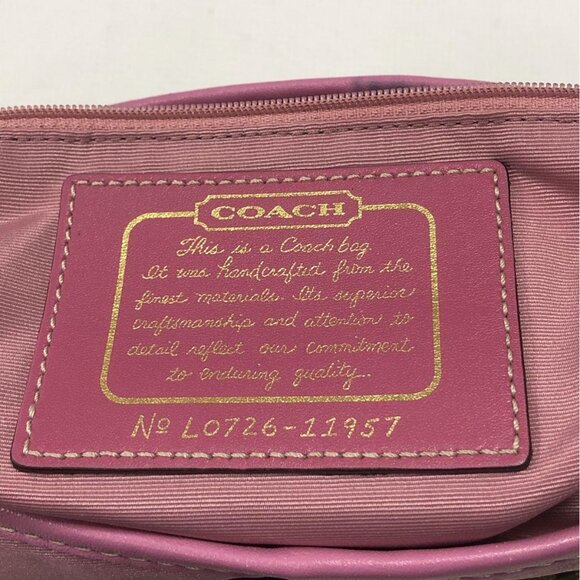 COACH
This is a Coach bag.
It was handcrafted from the
finest materials. Its superior
craftsmanship and attention to
detail reflect our commitment
to enduring quality...
No L0726-11957